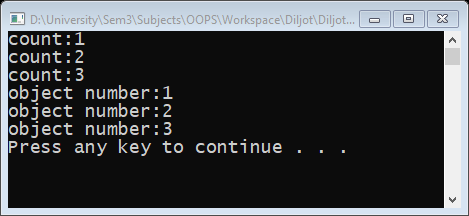 D:\University\Sem3\Subjects\OOPS\Workspace\Diljot\Diljot...
count:1
count:2
count:3
object number:1
object number:2
object number:3
Press any key to continue . . .